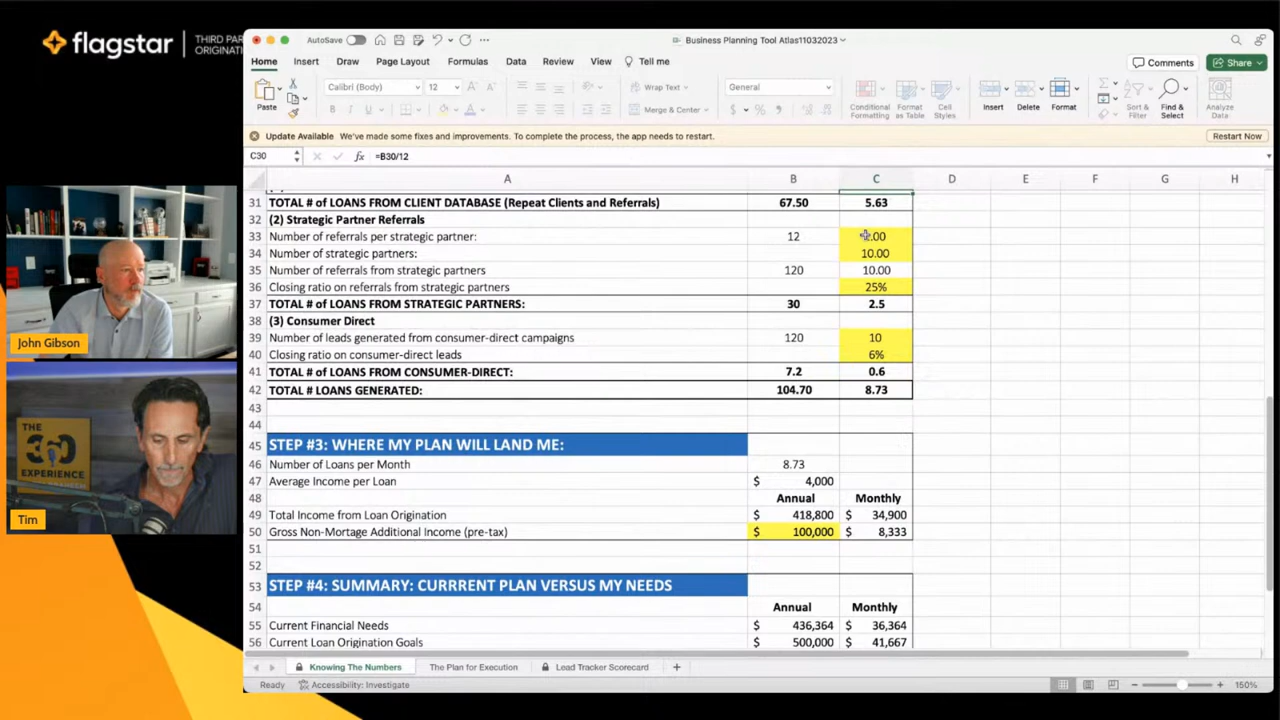 flagstar THIRD PAR
ORIGINATI
AutoSave
Business Planning Tool Atlas11032023
Home Insert Draw Page Layout Formulas Data Review View Tell me Comments Share
Paste Calibri (Body) 12 Wrap Text General
Merge & Center
Conditional Formatting Format as Table Cell Styles Insert Delete Format Sort & Filter Find & Select Analyze Data
Update Available We've made some fixes and improvements. To complete the process, the app needs to restart. Restart Now
C30 fx =B30/12
A B C D E F G H
31 TOTAL # of LOANS FROM CLIENT DATABASE (Repeat Clients and Referrals) 67.50 5.63
32 (2) Strategic Partner Referrals
33 Number of referrals per strategic partner: 12 .00
34 Number of strategic partners: 10.00
35 Number of referrals from strategic partners 120 10.00
36 Closing ratio on referrals from strategic partners 25%
37 TOTAL # of LOANS FROM STRATEGIC PARTNERS: 30 2.5
38 (3) Consumer Direct
39 Number of leads generated from consumer-direct campaigns 120 10
40 Closing ratio on consumer-direct leads 6%
41 TOTAL # of LOANS FROM CONSUMER-DIRECT: 7.2 0.6
42 TOTAL # LOANS GENERATED: 104.70 8.73
43
44
45 STEP #3: WHERE MY PLAN WILL LAND ME:
46 Number of Loans per Month 8.73
47 Average Income per Loan $ 4,000
48 Annual Monthly
49 Total Income from Loan Origination $ 418,800 $ 34,900
50 Gross Non-Mortage Additional Income (pre-tax) $ 100,000 $ 8,333
51
52
53 STEP #4: SUMMARY: CURRRENT PLAN VERSUS MY NEEDS
54 Annual Monthly
55 Current Financial Needs $ 436,364 $ 36,364
56 Current Loan Origination Goals $ 500,000 $ 41,667
Knowing The Numbers The Plan for Execution Lead Tracker Scorecard
Ready Accessibility: Investigate 150%
John Gibson
THE
360
EXPERIENCE
Tim